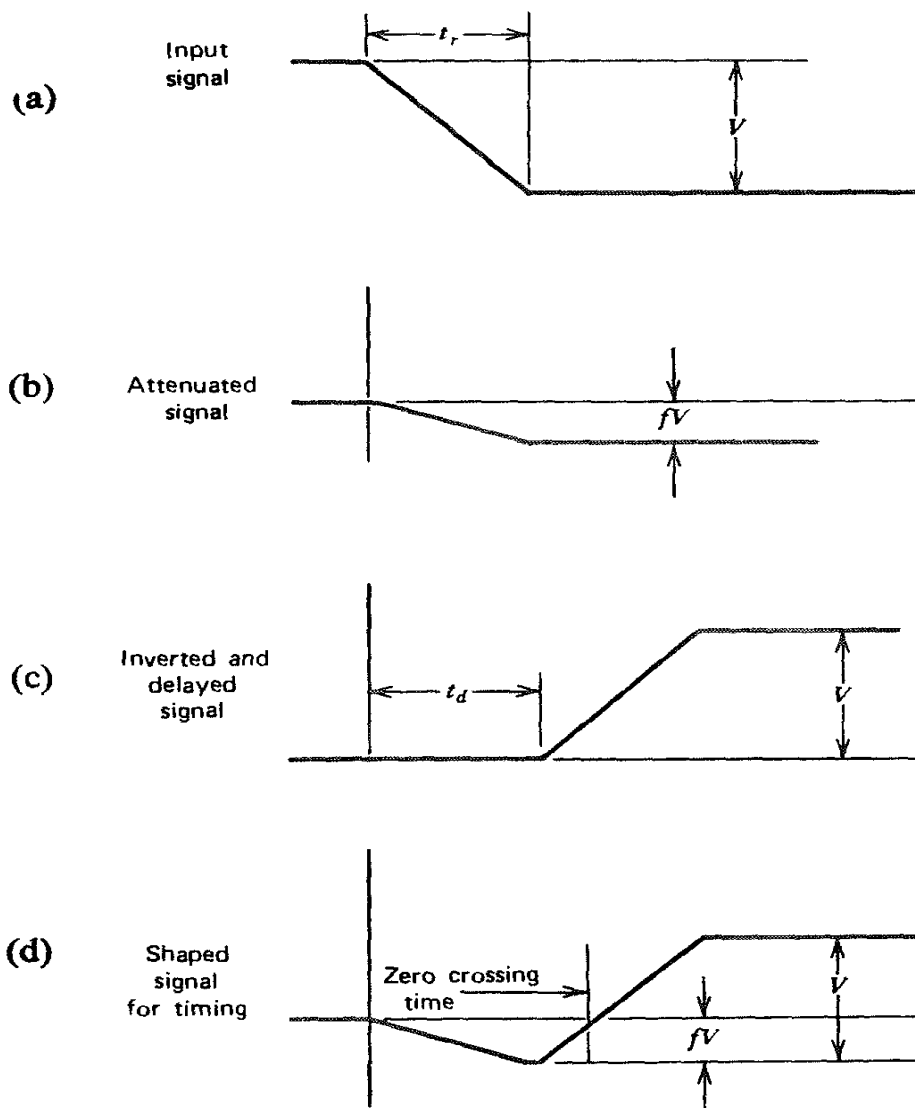 (a)
Input
signal
t_r
V
(b)
Attenuated
signal
fV
(c)
Inverted and
delayed
signal
t_d
V
(d)
Shaped
signal
for timing
Zero crossing
time
fV
V